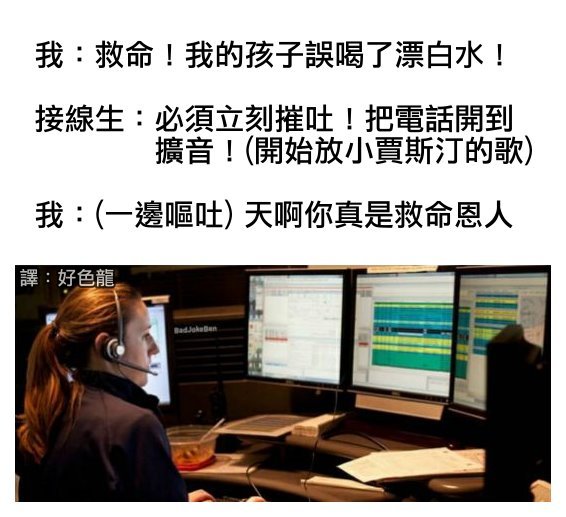 我：救命！我的孩子誤喝了漂白水！
接線生：必須立刻摧吐！把電話開到
擴音！(開始放小賈斯汀的歌)
我：(一邊嘔吐) 天啊你真是救命恩人
譯：好色龍
BadJokeBen